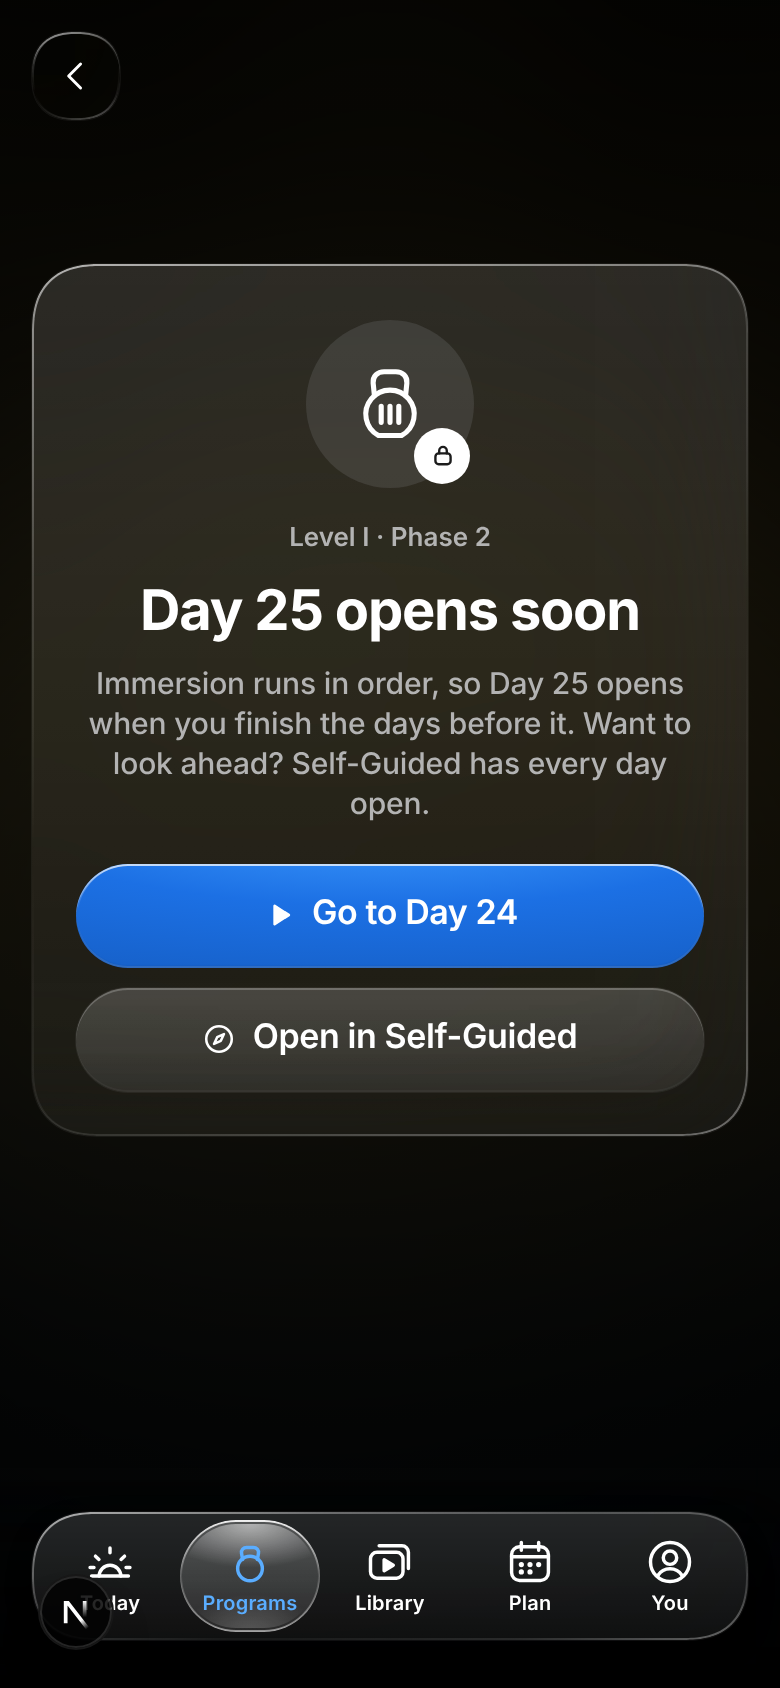 Level I · Phase 2
Day 25 opens soon
Immersion runs in order, so Day 25 opens
when you finish the days before it. Want to
look ahead? Self-Guided has every day
open.
Go to Day 24
Open in Self-Guided
Today
Programs
Library
Plan
You
N